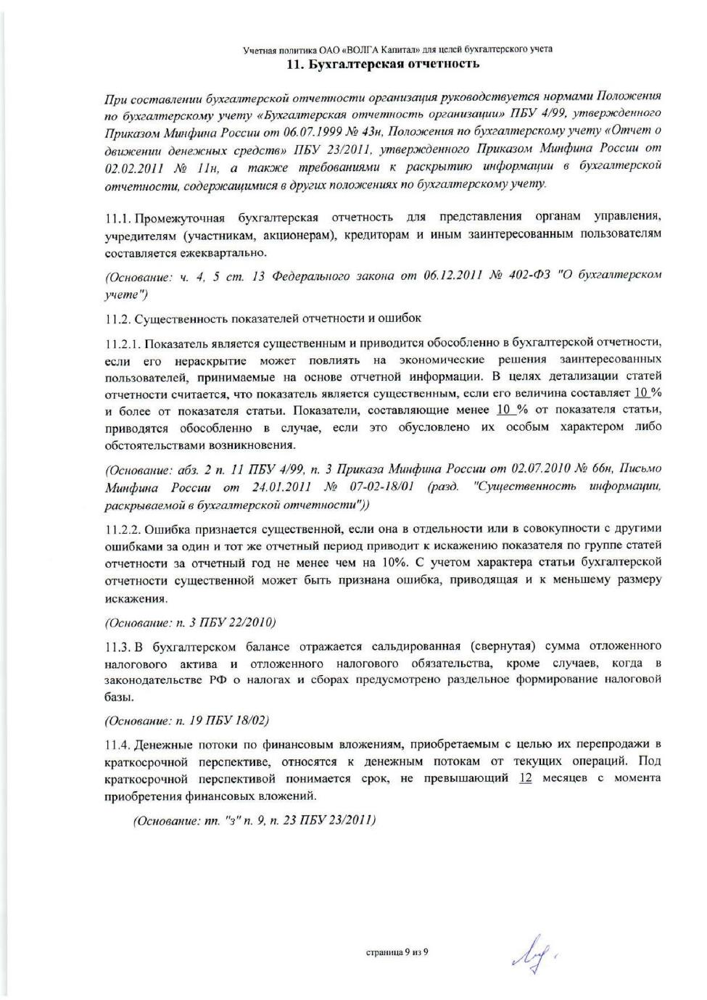 Учетная политика ОАО «ВОЛГА Капитал» для целей бухгалтерского учета
11. Бухгалтерская отчетность
При составлении бухгалтерской отчетности организация руководствуется нормами Положения
по бухгалтерскому учету «Бухгалтерская отчетность организации» ПБУ 4/99, утвержденного
Приказом Минфина России от 06.07.1999 № 43н, Положения по бухгалтерскому учету «Отчет о
движении денежных средств» ПБУ 23/2011, утвержденного Приказом Минфина России от
02.02.2011 № 11н, а также требованиями к раскрытию информации в бухгалтерской
отчетности, содержащимися в других положениях по бухгалтерскому учету.
11.1. Промежуточная бухгалтерская отчетность для представления органам управления,
учредителям (участникам, акционерам), кредиторам и иным заинтересованным пользователям
составляется ежеквартально.
(Основание: ч. 4, 5 ст. 13 Федерального закона от 06.12.2011 № 402-ФЗ "О бухгалтерском
учете")
11.2. Существенность показателей отчетности и ошибок
11.2.1. Показатель является существенным и приводится обособленно в бухгалтерской отчетности,
если его нераскрытие может повлиять на экономические решения заинтересованных
пользователей, принимаемые на основе отчетной информации. В целях детализации статей
отчетности считается, что показатель является существенным, если его величина составляет 10 %
и более от показателя статьи. Показатели, составляющие менее 10 % от показателя статьи,
приводятся обособленно в случае, если это обусловлено их особым характером либо
обстоятельствами возникновения.
(Основание: абз. 2 п. 11 ПБУ 4/99, п. 3 Приказа Минфина России от 02.07.2010 № 66н, Письмо
Минфина России от 24.01.2011 № 07-02-18/01 (разд. "Существенность информации,
раскрываемой в бухгалтерской отчетности"))
11.2.2. Ошибка признается существенной, если она в отдельности или в совокупности с другими
ошибками за один и тот же отчетный период приводит к искажению показателя по группе статей
отчетности за отчетный год не менее чем на 10%. С учетом характера статьи бухгалтерской
отчетности существенной может быть признана ошибка, приводящая и к меньшему размеру
искажения.
(Основание: п. 3 ПБУ 22/2010)
11.3. В бухгалтерском балансе отражается сальдированная (свернутая) сумма отложенного
налогового актива и отложенного налогового обязательства, кроме случаев, когда в
законодательстве РФ о налогах и сборах предусмотрено раздельное формирование налоговой
базы.
(Основание: п. 19 ПБУ 18/02)
11.4. Денежные потоки по финансовым вложениям, приобретаемым с целью их перепродажи в
краткосрочной перспективе, относятся к денежным потокам от текущих операций. Под
краткосрочной перспективой понимается срок, не превышающий 12 месяцев с момента
приобретения финансовых вложений.
(Основание: пп. "з" п. 9, п. 23 ПБУ 23/2011)
страница 9 из 9